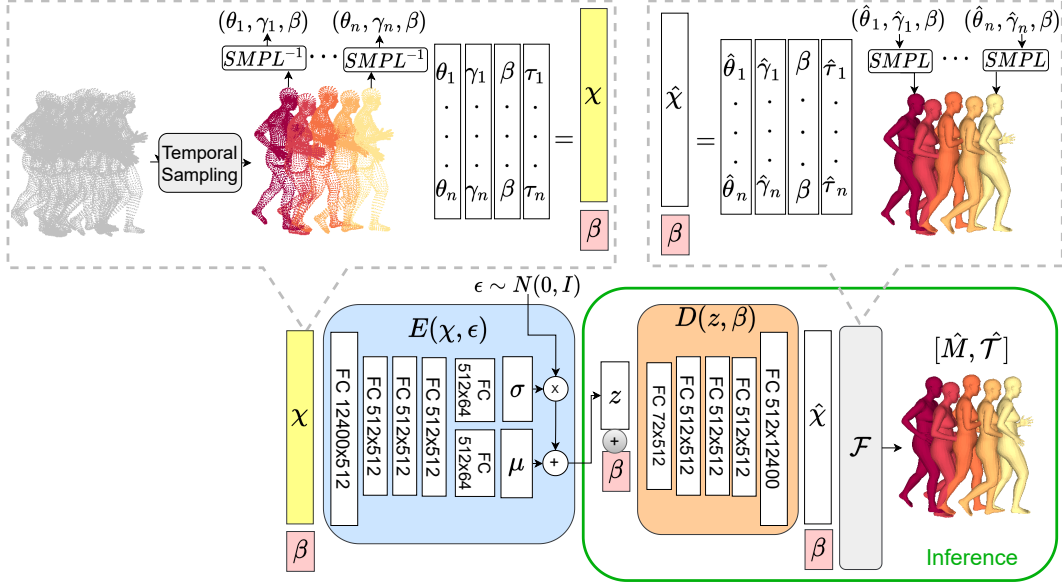 (θ₁, γ₁, β)
(θₙ, γₙ, β)
SMPL⁻¹
· · ·
SMPL⁻¹
Temporal
Sampling
θ₁ γ₁ β τ₁
. . . .
. . . .
. . . .
θₙ γₙ β τₙ
=
χ
β
(θ̂₁, γ̂₁, β)
(θ̂ₙ, γ̂ₙ, β)
SMPL
· · ·
SMPL
χ̂
β
=
θ̂₁ γ̂₁ β τ̂₁
. . . .
. . . .
. . . .
θ̂ₙ γ̂ₙ β τ̂ₙ
ϵ ∼ N(0, I)
χ
β
E(χ, ϵ)
FC 12400x512
FC 512x512
FC 512x512
FC 512x512
FC
512x64
σ
x
FC
512x64
μ
+
z
+
β
D(z, β)
FC 72x512
FC 512x512
FC 512x512
FC 512x512
FC 512x12400
χ̂
β
ℱ
[M̂, 𝒯̂]
Inference